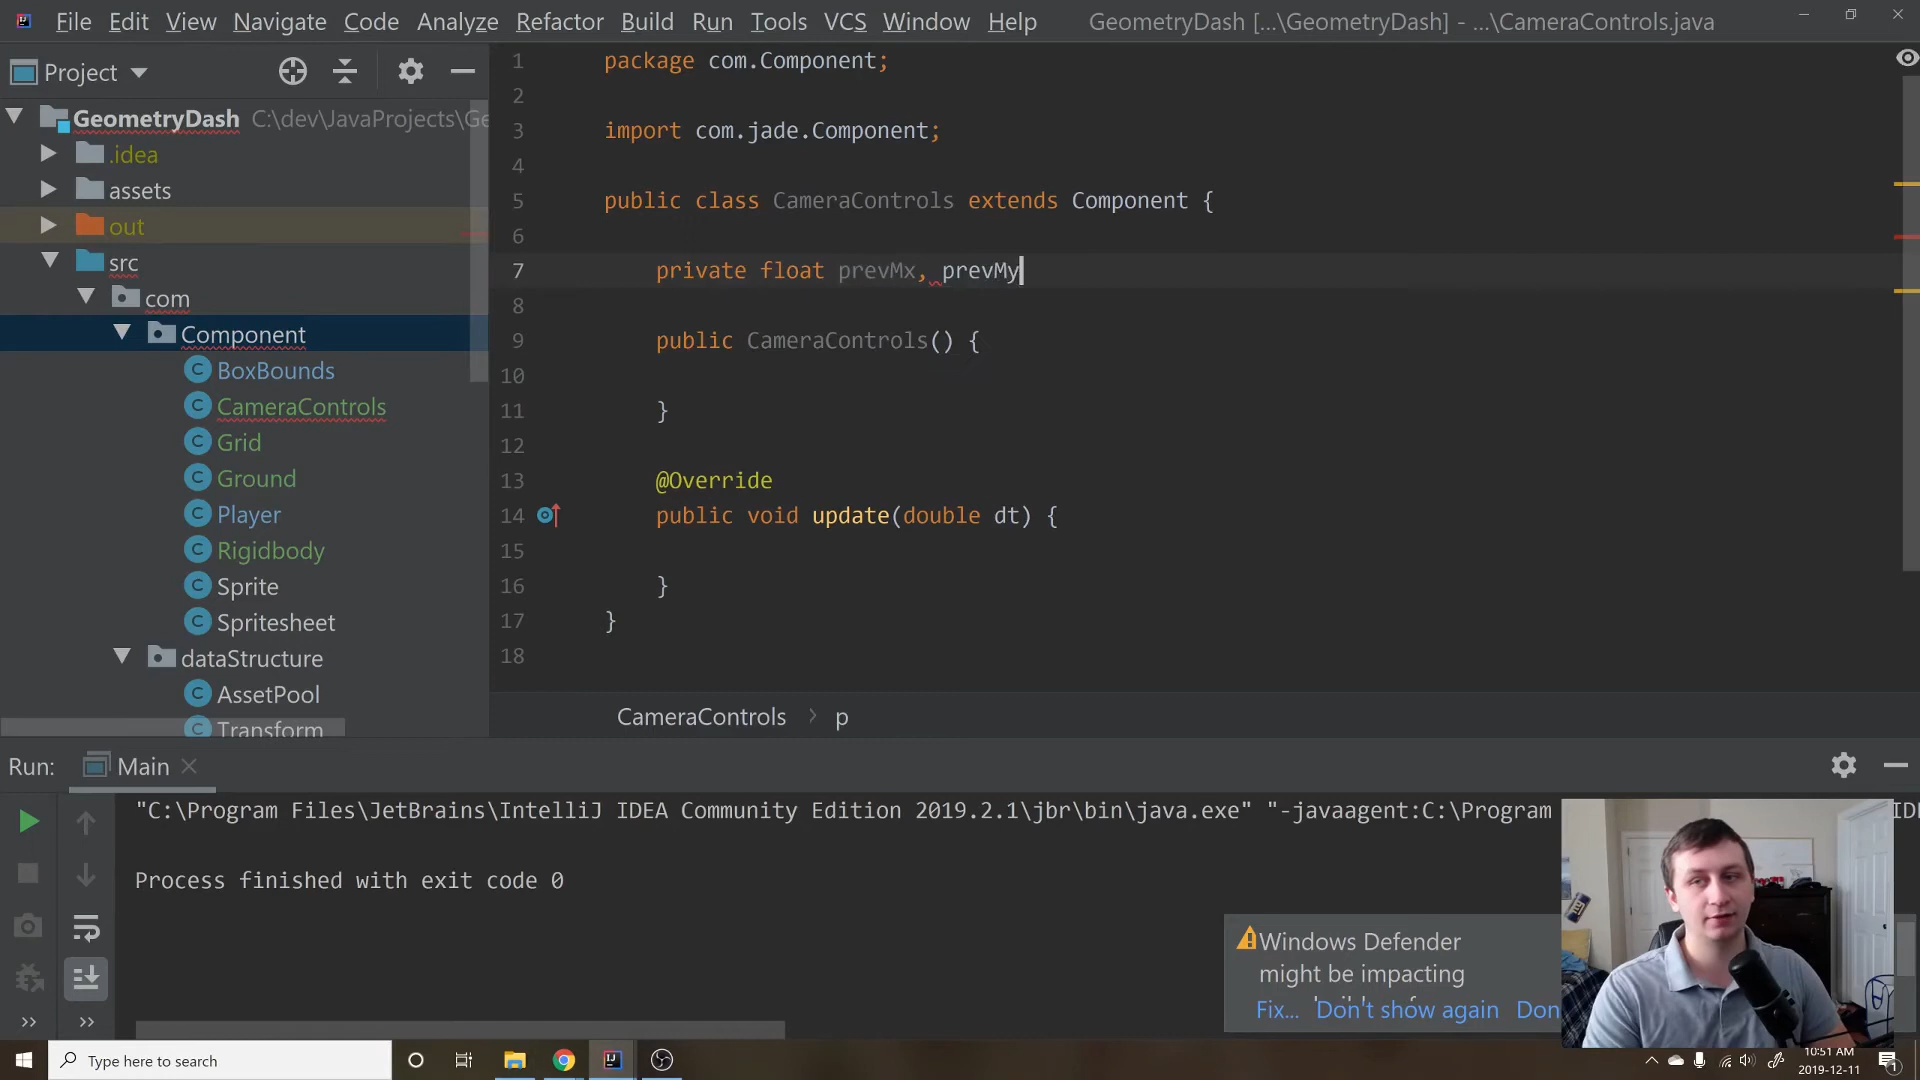 File Edit View Navigate Code Analyze Refactor Build Run Tools VCS Window Help GeometryDash [...\GeometryDash] - ...\CameraControls.java
Project
GeometryDash C:\dev\JavaProjects\Ge
.idea
assets
out
src
com
Component
BoxBounds
CameraControls
Grid
Ground
Player
Rigidbody
Sprite
Spritesheet
dataStructure
AssetPool
Transform
1 package com.Component;
2
3 import com.jade.Component;
4
5 public class CameraControls extends Component {
6
7 private float prevMx, prevMy
8
9 public CameraControls() {
10
11 }
12
13 @Override
14 public void update(double dt) {
15
16 }
17 }
18
CameraControls > p
Run: Main
"C:\Program Files\JetBrains\IntelliJ IDEA Community Edition 2019.2.1\jbr\bin\java.exe" "-javaagent:C:\Program
Process finished with exit code 0
Windows Defender
might be impacting
Fix... Don't show again Don
Type here to search
10:51 AM
2019-12-11
1